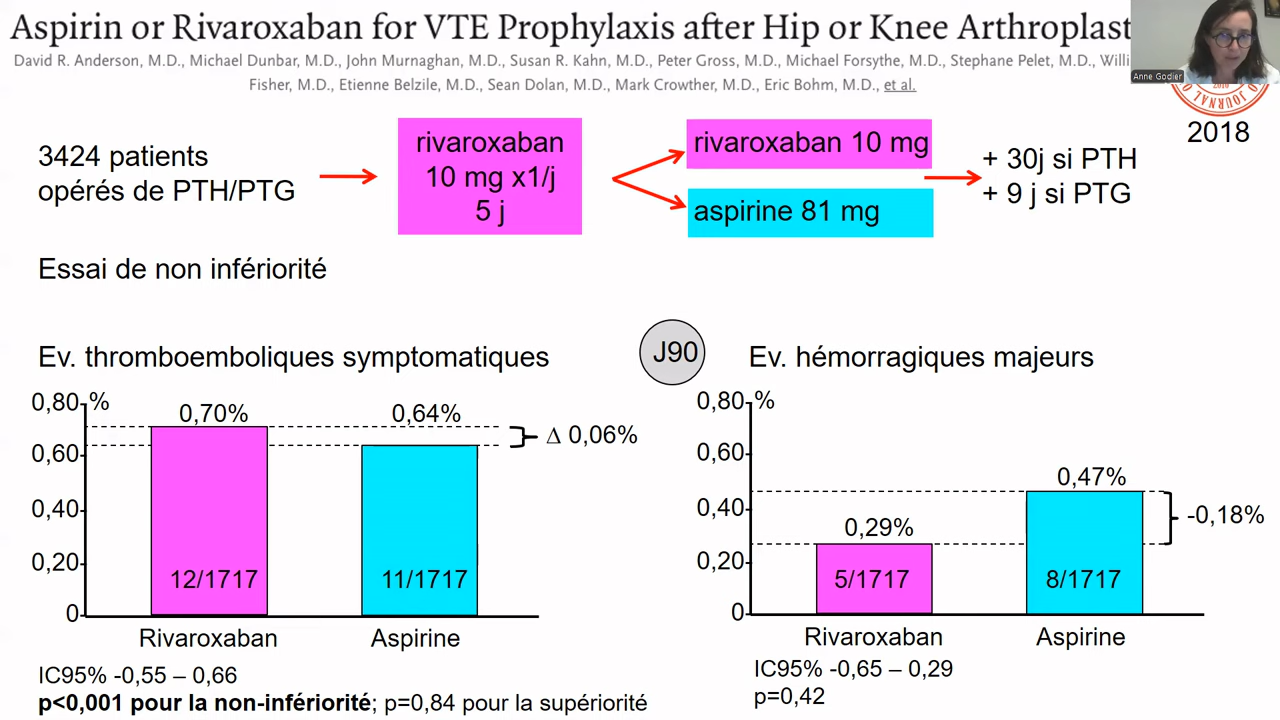 Aspirin or Rivaroxaban for VTE Prophylaxis after Hip or Knee Arthroplast
David R. Anderson, M.D., Michael Dunbar, M.D., John Murnaghan, M.D., Susan R. Kahn, M.D., Peter Gross, M.D., Michael Forsythe, M.D., Stephane Pelet, M.D., Willi
Fisher, M.D., Etienne Belzile, M.D., Sean Dolan, M.D., Mark Crowther, M.D., Eric Bohm, M.D., et al.
Anne Godier
JOURNAL O
2018
3424 patients
opérés de PTH/PTG
rivaroxaban
10 mg x1/j
5 j
rivaroxaban 10 mg
aspirine 81 mg
+ 30j si PTH
+ 9 j si PTG
Essai de non infériorité
Ev. thromboemboliques symptomatiques
J90
Ev. hémorragiques majeurs
0,80 %
0,60
0,40
0,20
0
0,70%
0,64%
Δ 0,06%
12/1717
11/1717
Rivaroxaban
Aspirine
IC95% -0,55 – 0,66
p<0,001 pour la non-infériorité; p=0,84 pour la supériorité
0,80 %
0,60
0,40
0,20
0
0,29%
0,47%
-0,18%
5/1717
8/1717
Rivaroxaban
Aspirine
IC95% -0,65 – 0,29
p=0,42